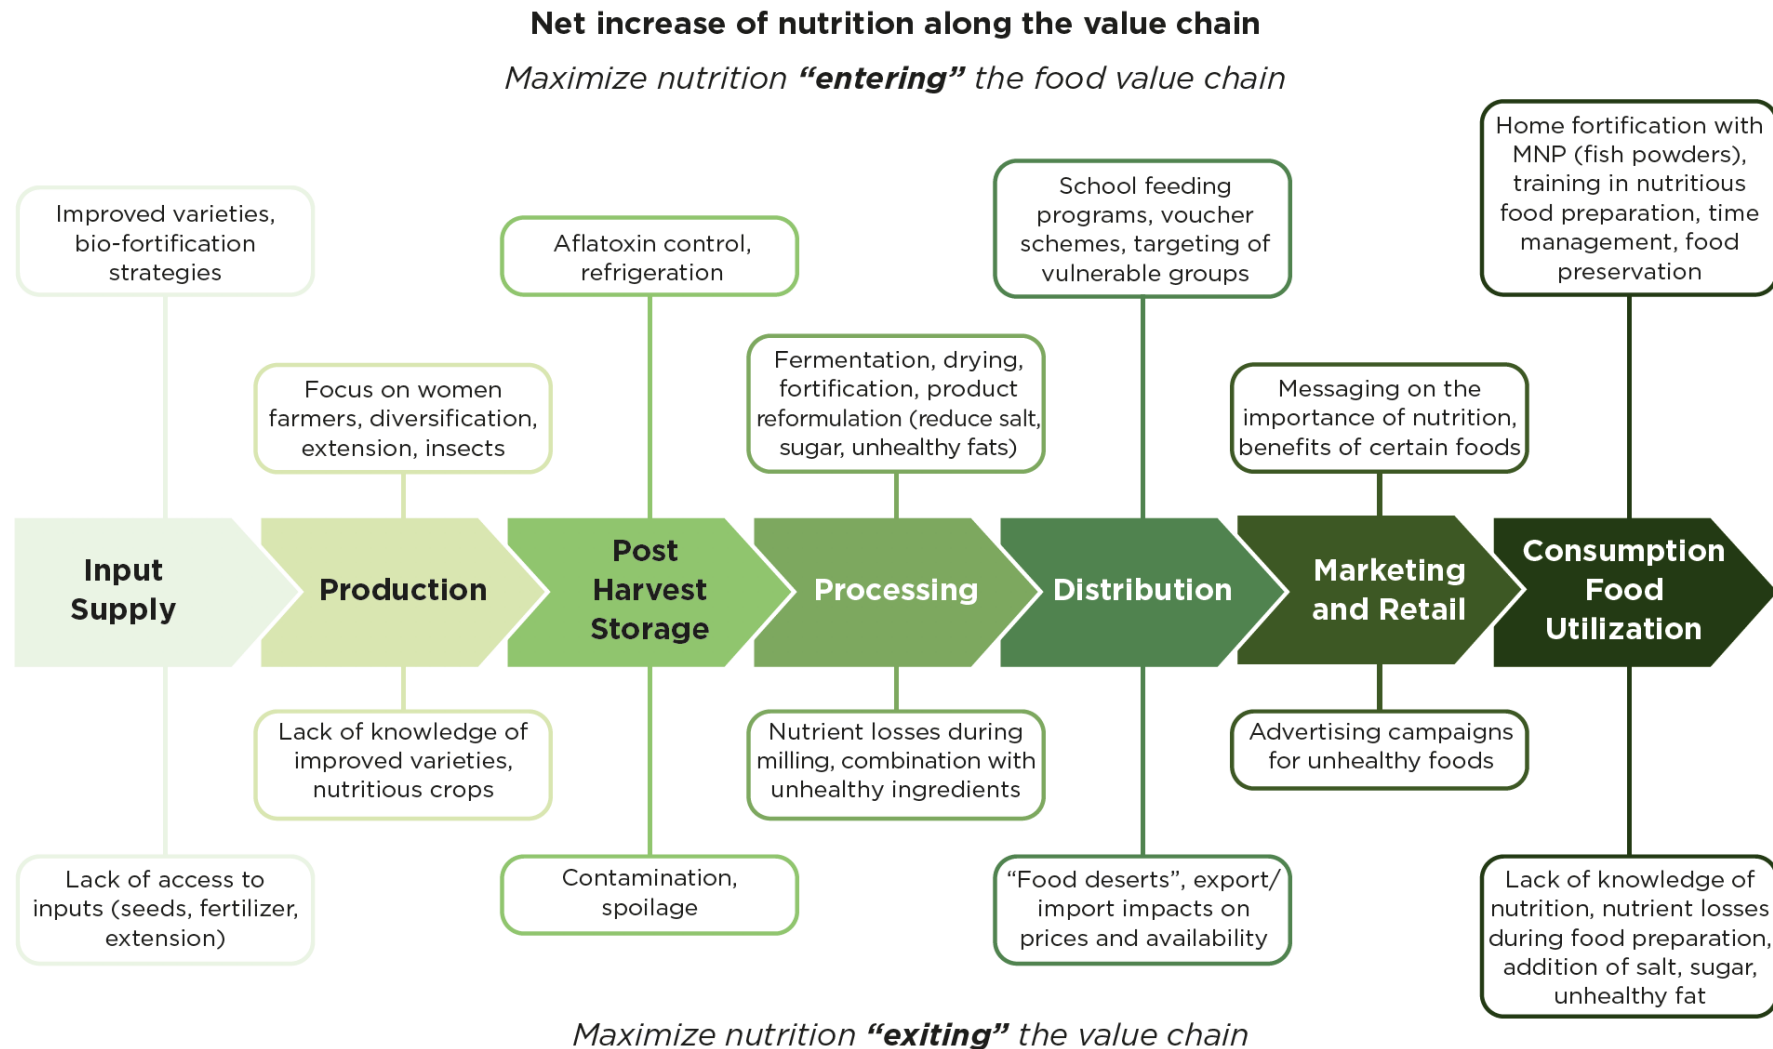 Net increase of nutrition along the value chain
Maximize nutrition “entering” the food value chain
Improved varieties,
bio-fortification
strategies
Focus on women
farmers, diversification,
extension, insects
Aflatoxin control,
refrigeration
Fermentation, drying,
fortification, product
reformulation (reduce salt,
sugar, unhealthy fats)
School feeding
programs, voucher
schemes, targeting of
vulnerable groups
Messaging on the
importance of nutrition,
benefits of certain foods
Home fortification with
MNP (fish powders),
training in nutritious
food preparation, time
management, food
preservation
Input
Supply
Production
Post
Harvest
Storage
Processing
Distribution
Marketing
and Retail
Consumption
Food
Utilization
Lack of access to
inputs (seeds, fertilizer,
extension)
Lack of knowledge of
improved varieties,
nutritious crops
Contamination,
spoilage
Nutrient losses during
milling, combination with
unhealthy ingredients
“Food deserts”, export/
import impacts on
prices and availability
Advertising campaigns
for unhealthy foods
Lack of knowledge of
nutrition, nutrient losses
during food preparation,
addition of salt, sugar,
unhealthy fat
Maximize nutrition “exiting” the value chain